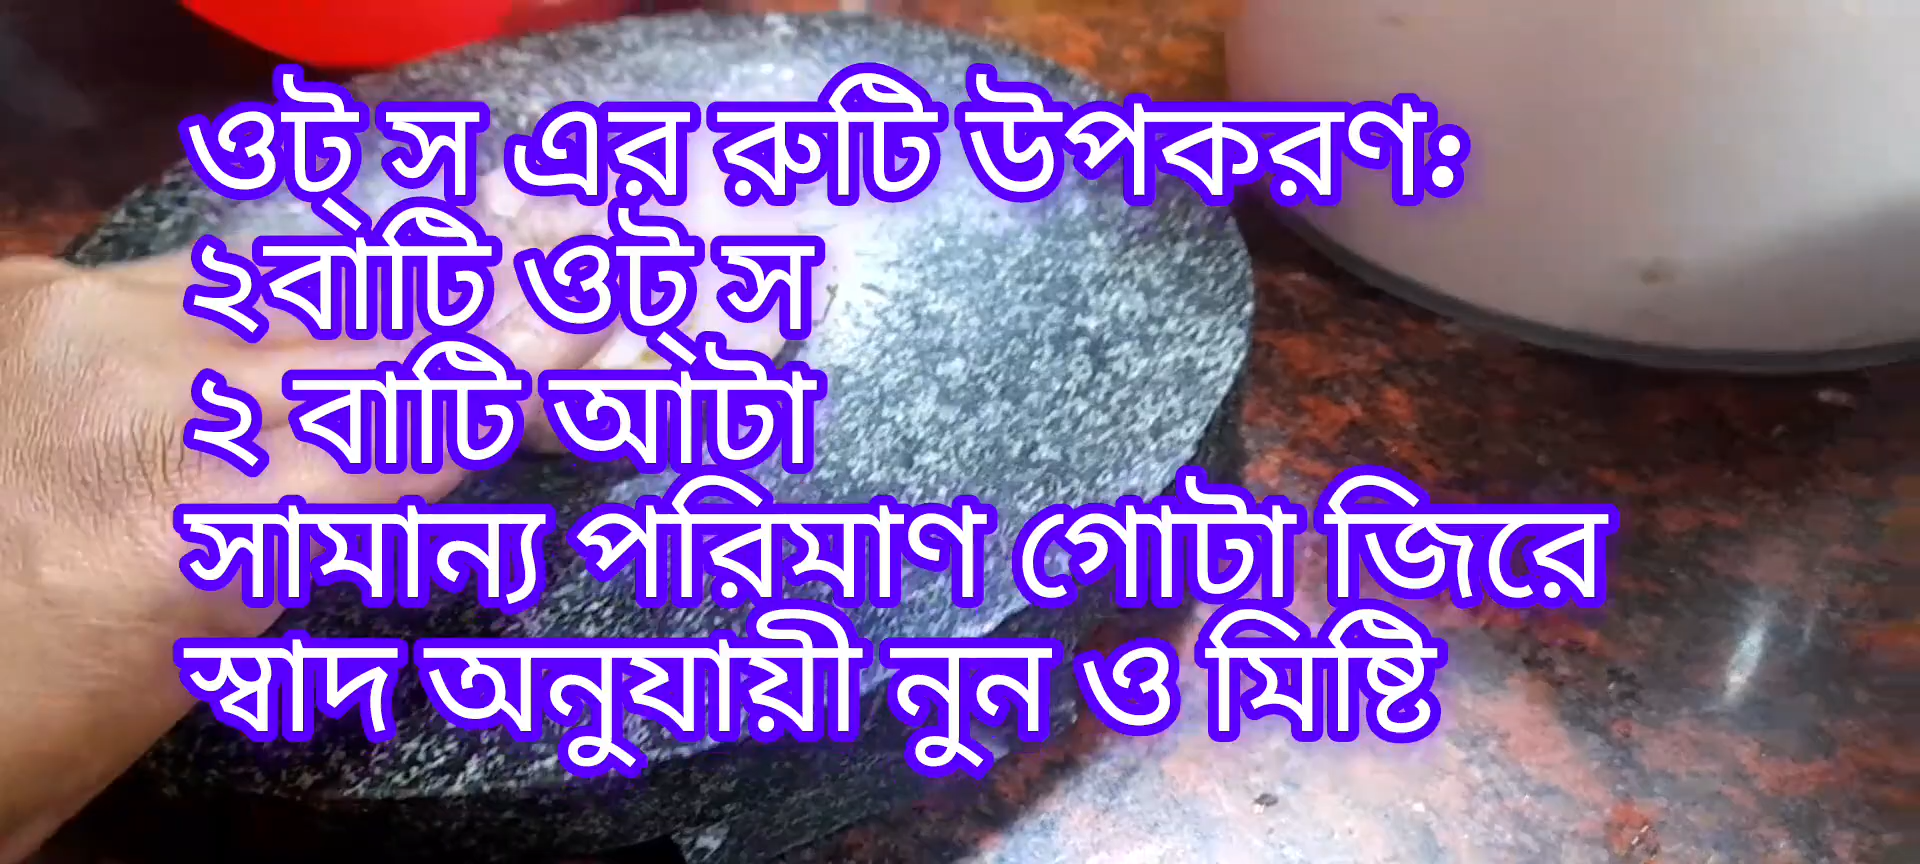 ওট্ স এর রুটি উপকরণ:
২বাটি ওট্ স
২ বাটি আটা
সামান্য পরিমাণ গোটা জিরে
স্বাদ অনুযায়ী নুন ও মিষ্টি